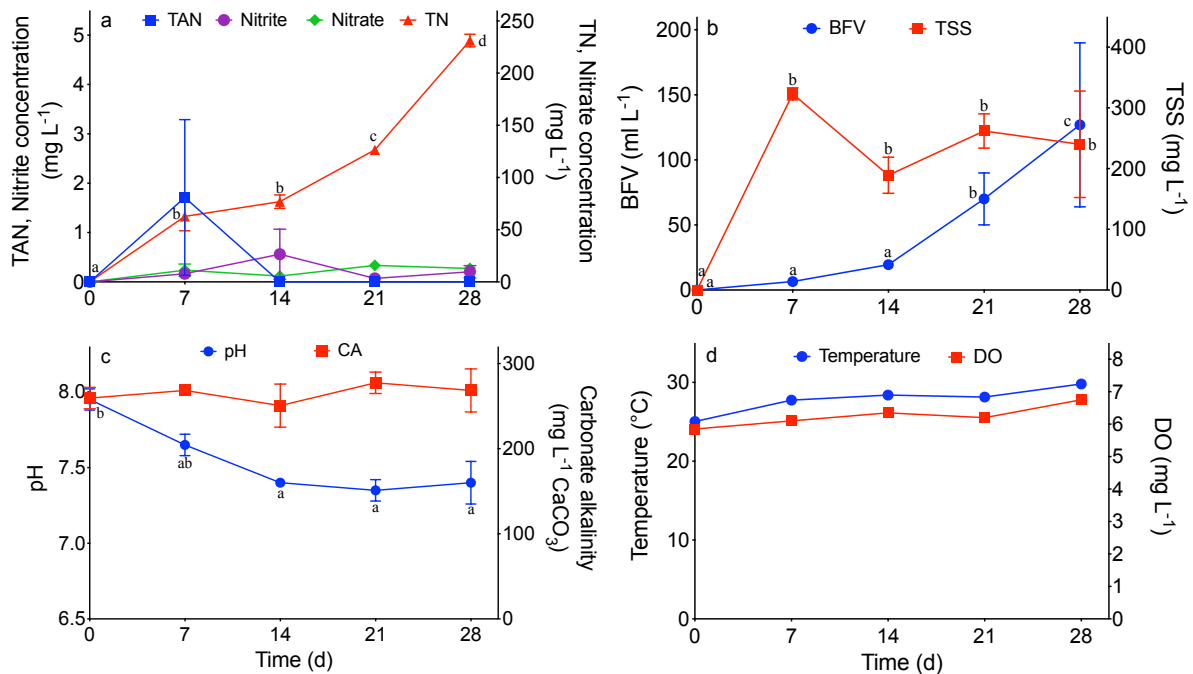 a
TAN
Nitrite
Nitrate
TN
TAN, Nitrite concentration
(mg L-1)
5
4
3
2
1
0
250
200
150
100
50
0
TN, Nitrate concentration
(mg L-1)
a
b
b
c
d
0
7
14
21
28
b
BFV
TSS
BFV (ml L-1)
200
150
100
50
0
400
300
200
100
0
TSS (mg L-1)
a
a
b
a
b
a
b
b
c
b
0
7
14
21
28
c
pH
CA
pH
8.0
7.5
7.0
6.5
300
200
100
0
Carbonate alkalinity
(mg L-1 CaCO3)
b
ab
a
a
a
0
7
14
21
28
Time (d)
d
Temperature
DO
Temperature (°C)
30
20
10
0
8
7
6
5
4
3
2
1
0
DO (mg L-1)
0
7
14
21
28
Time (d)